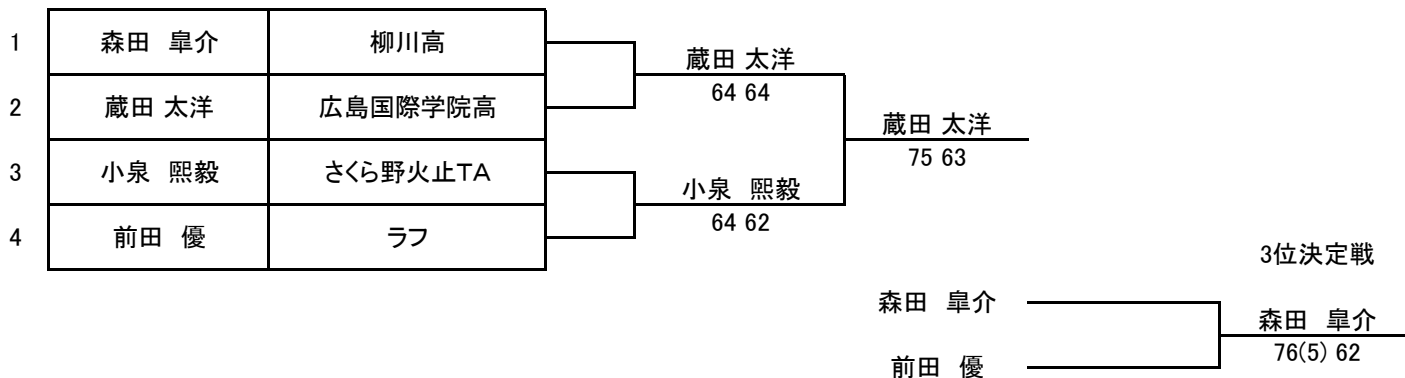 1 森田　皐介 柳川高
2 蔵田 太洋 広島国際学院高
3 小泉　熙毅 さくら野火止TA
4 前田　優 ラフ
蔵田 太洋
64 64
小泉　熙毅
64 62
蔵田 太洋
75 63
3位決定戦
森田　皐介
前田　優
森田　皐介
76(5) 62